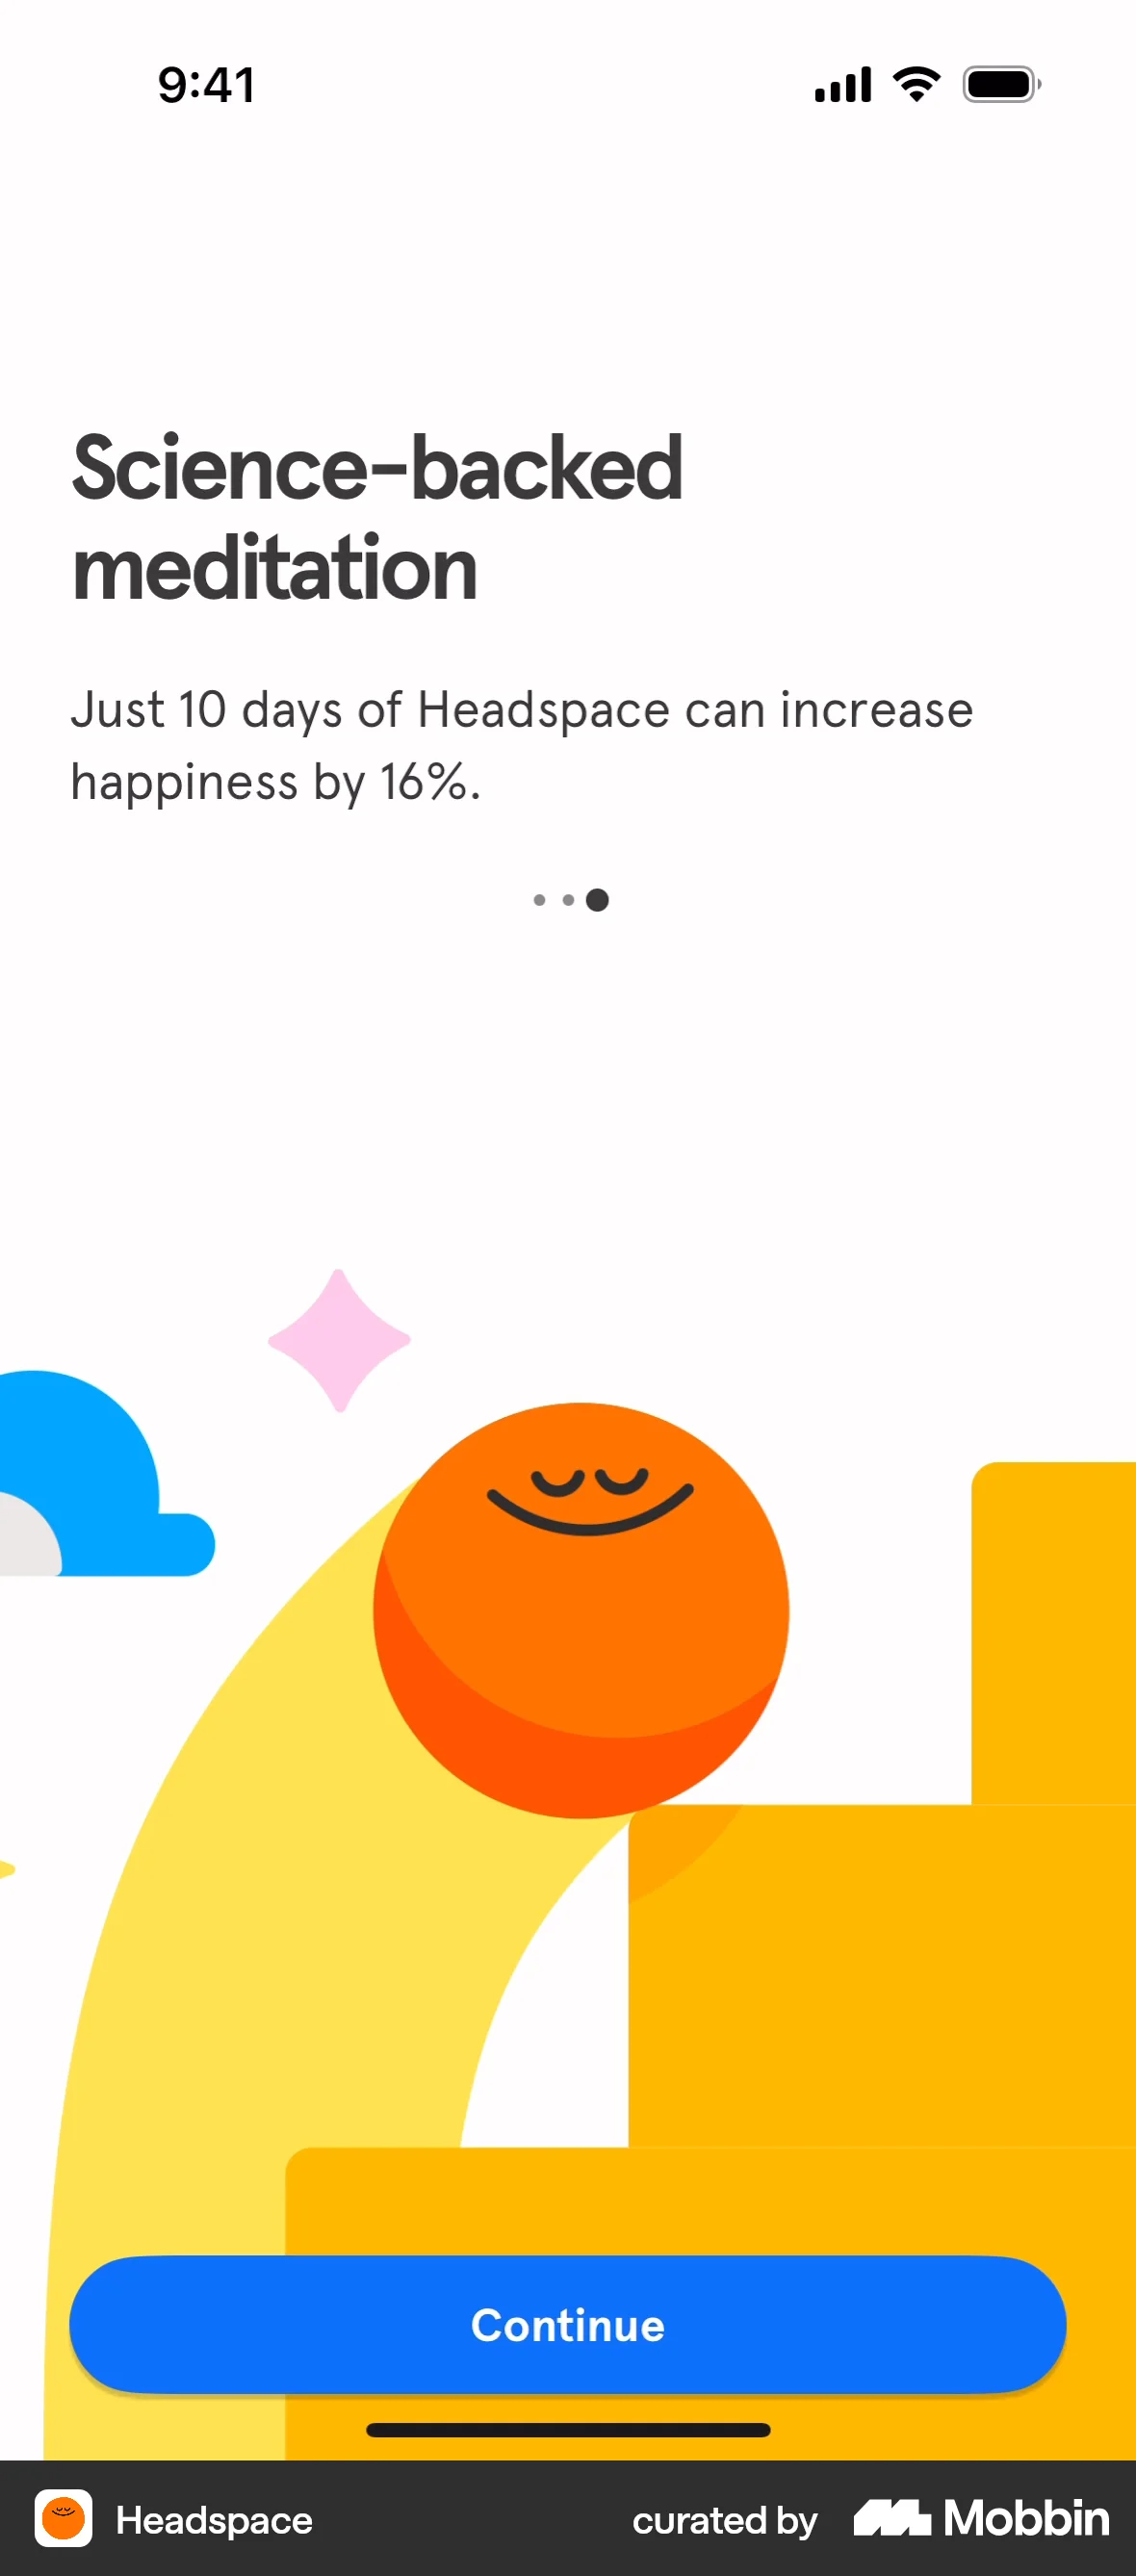 9:41
Science-backed
meditation
Just 10 days of Headspace can increase
happiness by 16%.
Continue
Headspace
curated by Mobbin